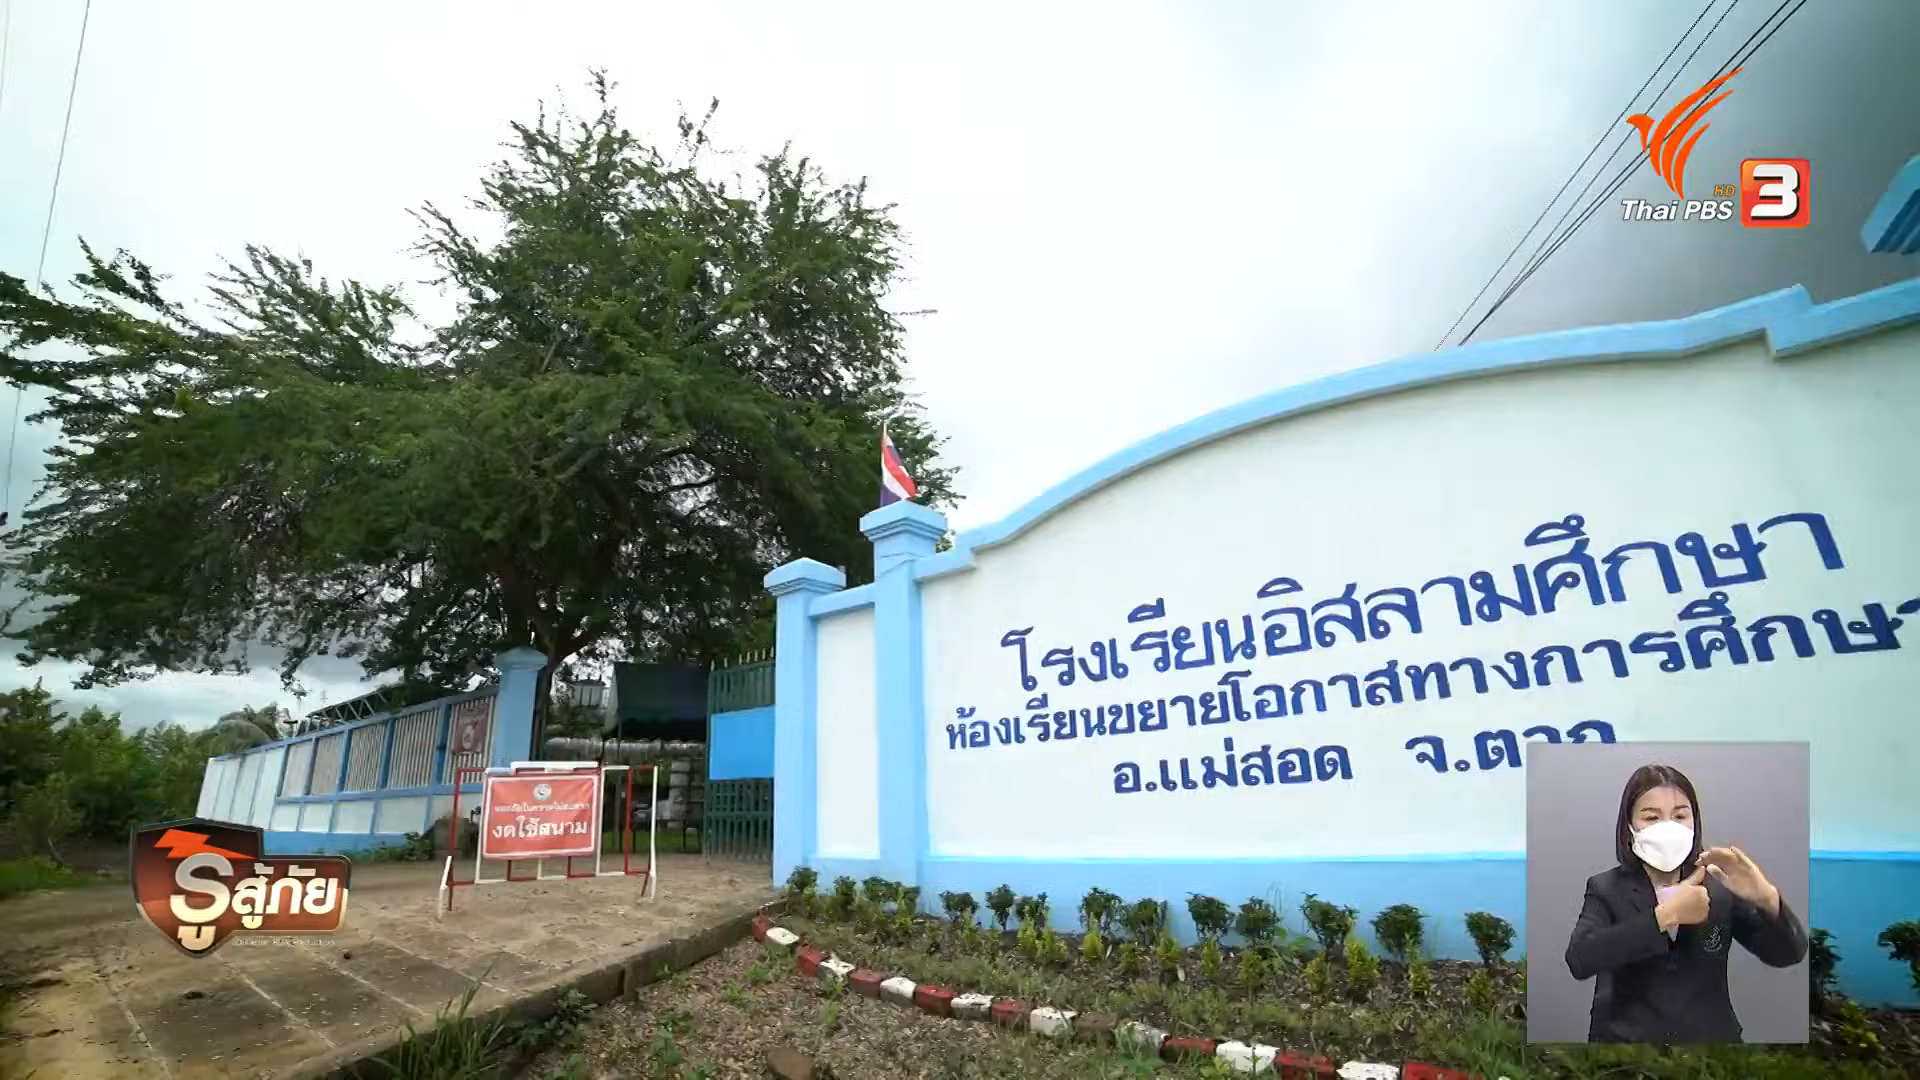 HD
Thai PBS 3
โรงเรียนอิสลามศึกษา
ห้องเรียนขยายโอกาสทางการศึกษา
อ.แม่สอด จ.ตาก
งดใช้สนาม
รู้สู้ภัย